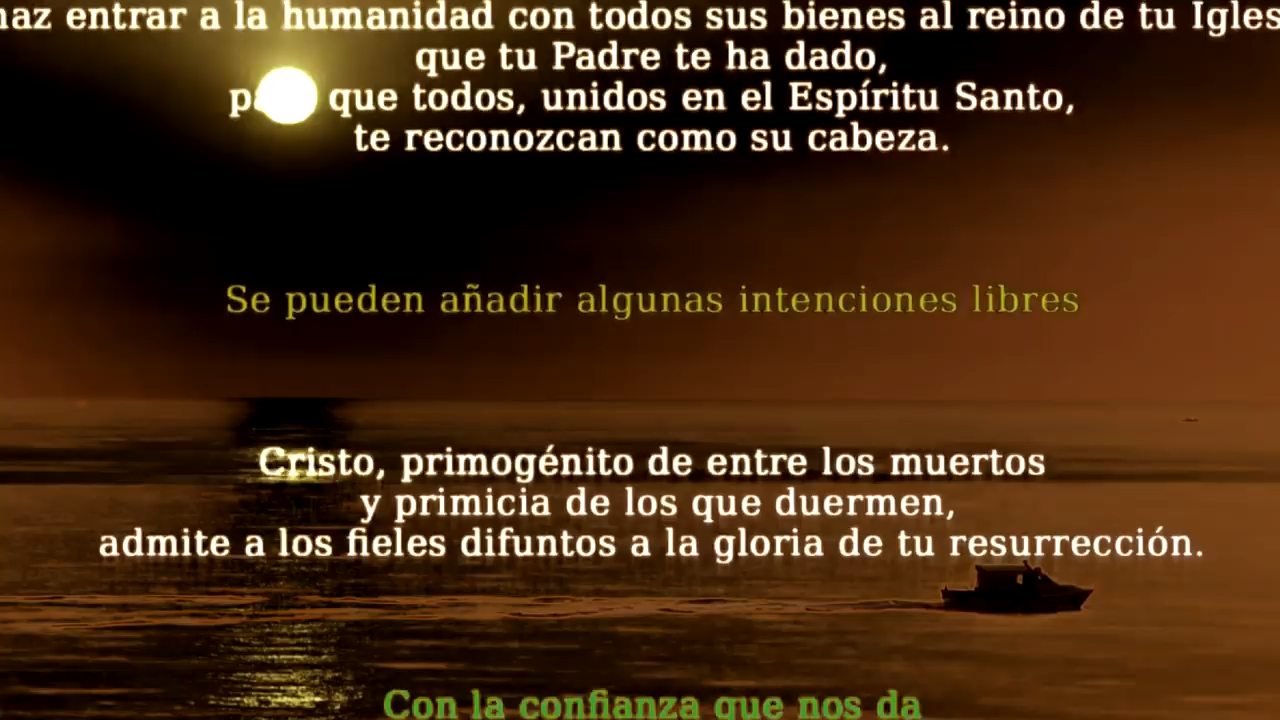 haz entrar a la humanidad con todos sus bienes al reino de tu
que tu Padre te ha dado,
que todos, unidos en el Espíritu Santo,
te reconozcan como su cabeza.
Se pueden añadir algunas intenciones libres
Cristo, primogénito de entre los muertos
y primicia de los que duermen,
admite a los fieles difuntos a la gloria de tu resurrección.
Con la confianza que nos da